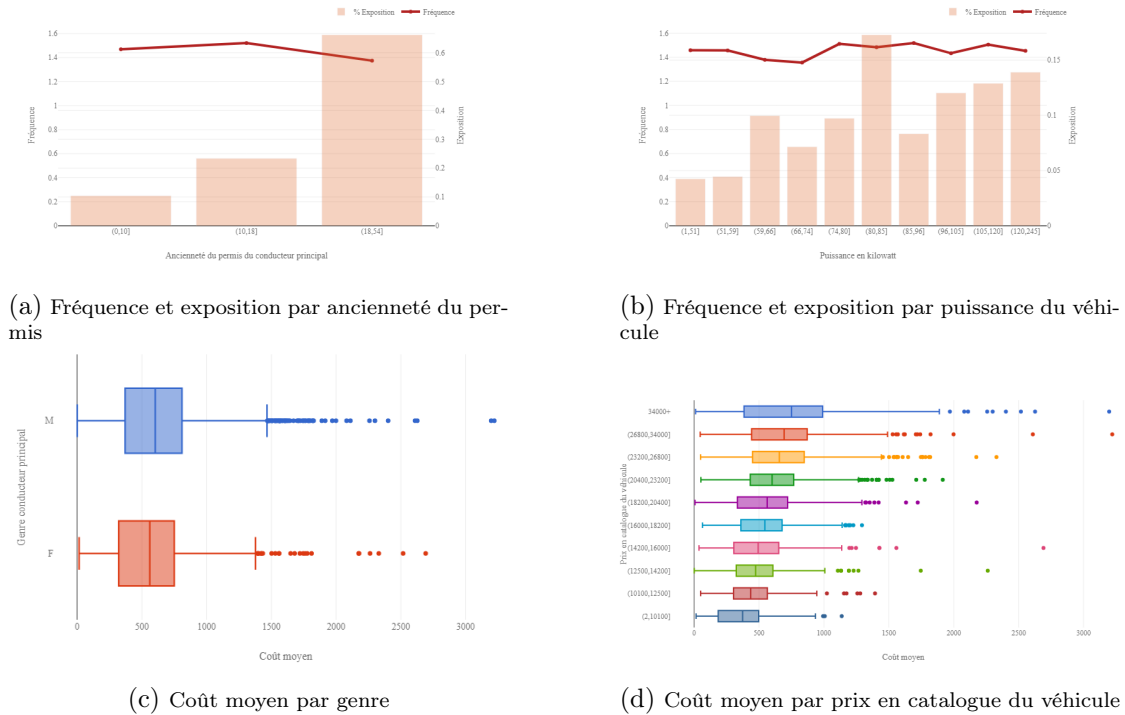 % Exposition Fréquence
1.6
1.4
1.2
1
0.8
0.6
0.4
0.2
0
Fréquence
0.6
0.5
0.4
0.3
0.2
0.1
0
Exposition
(0,10] (10,18] (18,54]
Ancienneté du permis du conducteur principal
(a) Fréquence et exposition par ancienneté du per-
mis
% Exposition Fréquence
1.6
1.4
1.2
1
0.8
0.6
0.4
0.2
0
Fréquence
0.15
0.1
0.05
0
Exposition
(1,51] (51,59] (59,66] (66,74] (74,80] (80,85] (85,96] (96,105] (105,120] (120,245]
Puissance en kilowatt
(b) Fréquence et exposition par puissance du véhi-
cule
Genre conducteur principal
M
F
0 500 1000 1500 2000 2500 3000
Coût moyen
(c) Coût moyen par genre
Prix en catalogue du véhicule
34000+
(26800,34000]
(23200,26800]
(20400,23200]
(18200,20400]
(16000,18200]
(14200,16000]
(12500,14200]
(10100,12500]
(2,10100]
0 500 1000 1500 2000 2500 3000
Coût moyen
(d) Coût moyen par prix en catalogue du véhicule